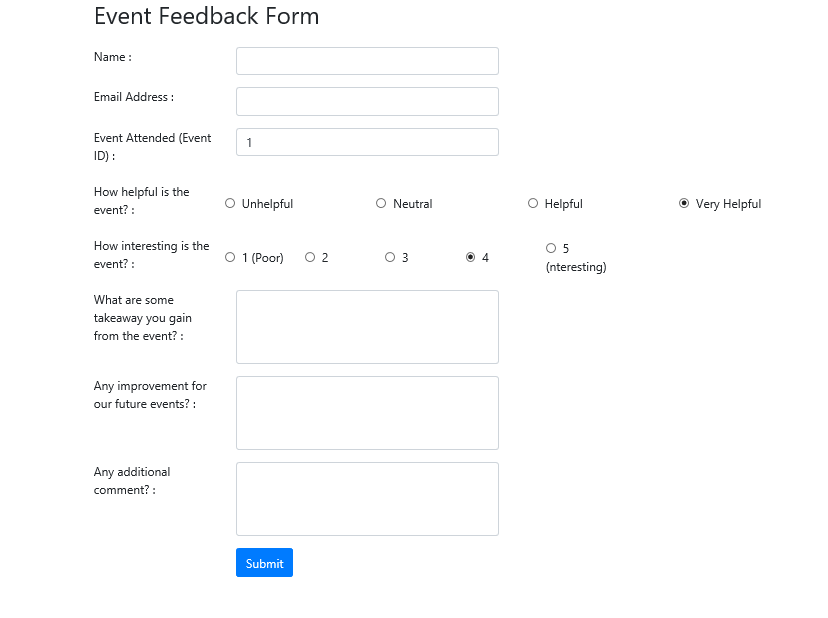 Event Feedback Form
Name :
Email Address :
Event Attended (Event
ID) :
1
How helpful is the
event? :
Unhelpful
Neutral
Helpful
Very Helpful
How interesting is the
event? :
1 (Poor)
2
3
4
5
(nteresting)
What are some
takeaway you gain
from the event? :
Any improvement for
our future events? :
Any additional
comment? :
Submit